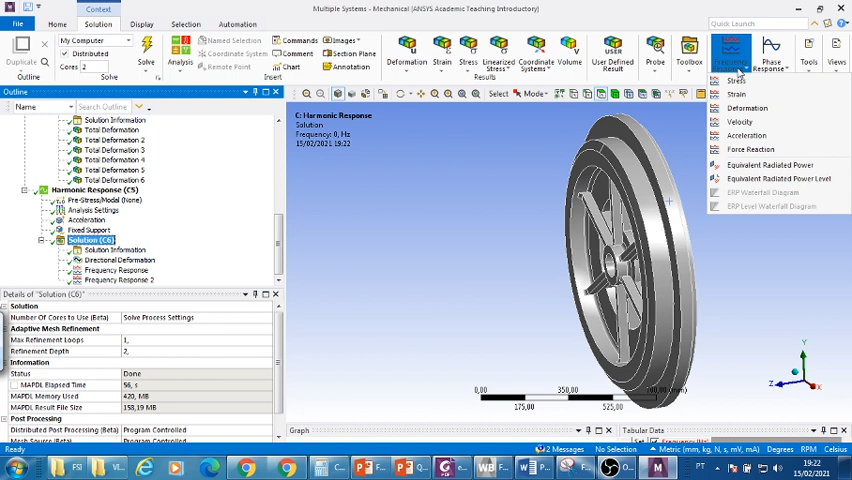 Context
Multiple Systems - Mechanical (ANSYS Academic Teaching Introductory)
File
Home
Solution
Display
Selection
Automation
Quick Launch
Duplicate
Outline
My Computer
Distributed
Cores 2
Solve
Solve
Analysis
Named Selection
Coordinate System
Remote Point
Commands
Comment
Chart
Images
Section Plane
Annotation
Insert
Deformation
Strain
Stress
Linearized Stress
Coordinate Systems
Volume
Results
USER
User Defined Result
Probe
Toolbox
Frequency
Phase Response
Tools
Views
Stress
Strain
Deformation
Velocity
Acceleration
Force Reaction
Equivalent Radiated Power
Equivalent Radiated Power Level
ERP Waterfall Diagram
ERP Level Waterfall Diagram
Outline
Name
Search Outline
Select
Mode
Solution Information
Total Deformation
Total Deformation 2
Total Deformation 3
Total Deformation 4
Total Deformation 5
Total Deformation 6
Harmonic Response (C5)
Pre-Stress/Modal (None)
Analysis Settings
Acceleration
Fixed Support
Solution (C6)
Solution Information
Directional Deformation
Frequency Response
Frequency Response 2
C: Harmonic Response
Solution
Frequency: 0, Hz
15/02/2021 19:22
Details of "Solution (C6)"
Solution
Number Of Cores to Use (Beta) Solve Process Settings
Adaptive Mesh Refinement
Max Refinement Loops 1,
Refinement Depth 2,
Information
Status Done
MAPDL Elapsed Time 56, s
MAPDL Memory Used 420, MB
MAPDL Result File Size 158,19 MB
Post Processing
Distributed Post Processing (Beta) Program Controlled
Mesh Source (Beta) Program Controlled
0,00
175,00
350,00
525,00
700,00 (mm)
Y
Z
X
Graph
Tabular Data
Ready
2 Messages
No Selection
Metric (mm, kg, N, s, mV, mA)
Degrees
RPM
Celsius
FSI
PT
19:22
15/02/2021